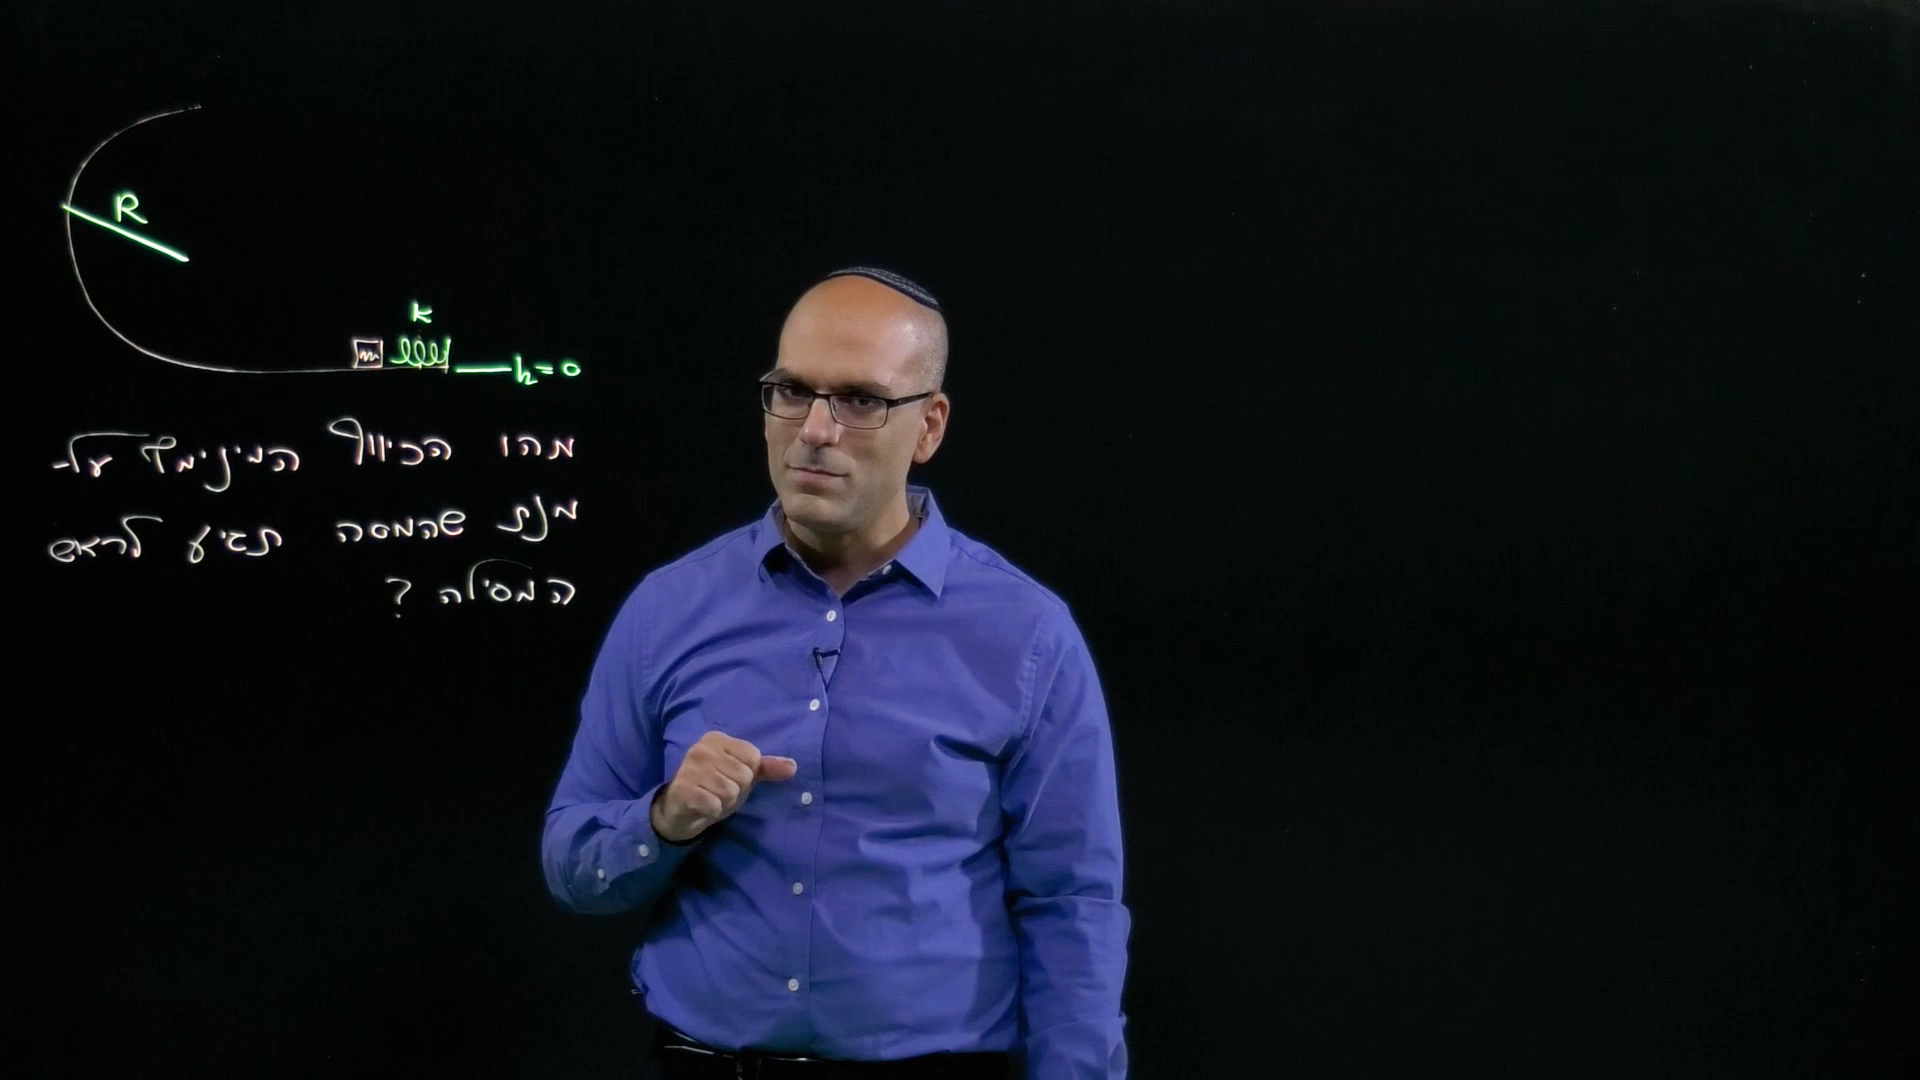 R
k
m
h=0
מהו הכיווץ המינימלי על-
מנת שהמסה תגיע לראש
המסילה?